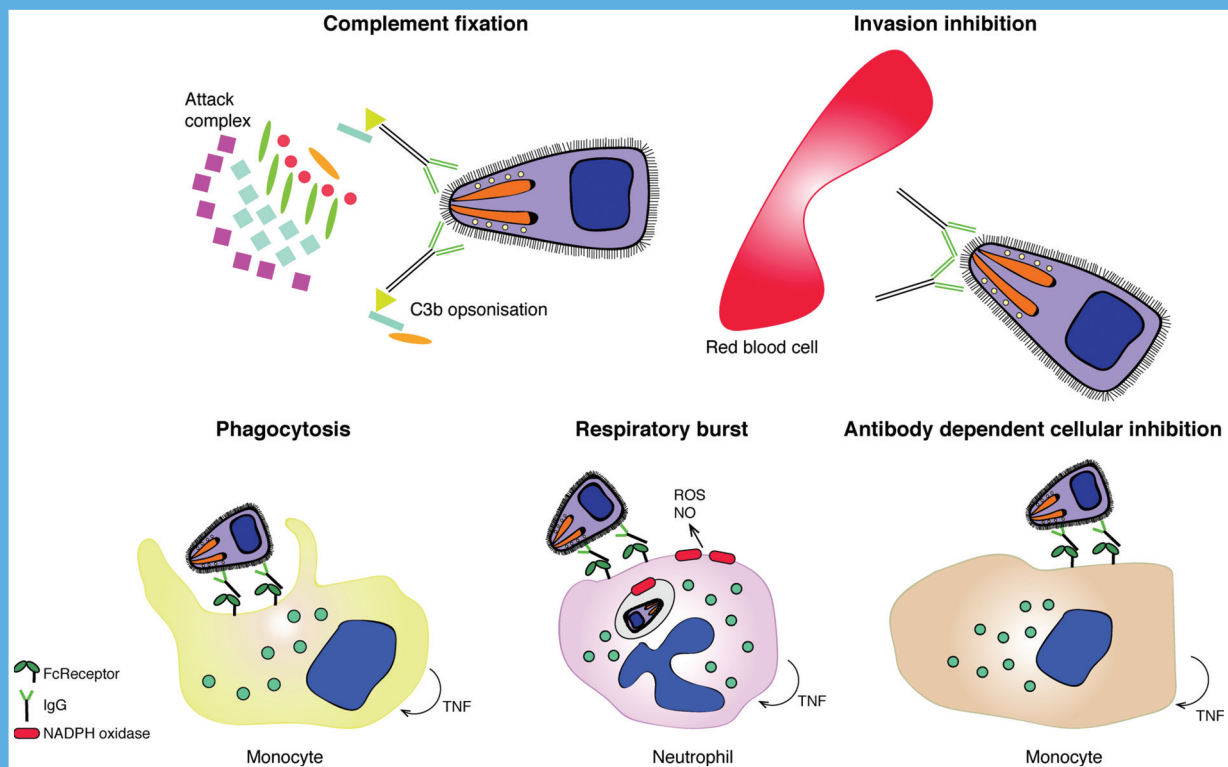 Complement fixation
Invasion inhibition
Attack
complex
C3b opsonisation
Red blood cell
Phagocytosis
Respiratory burst
Antibody dependent cellular inhibition
ROS
NO
FcReceptor
IgG
NADPH oxidase
TNF
TNF
TNF
Monocyte
Neutrophil
Monocyte